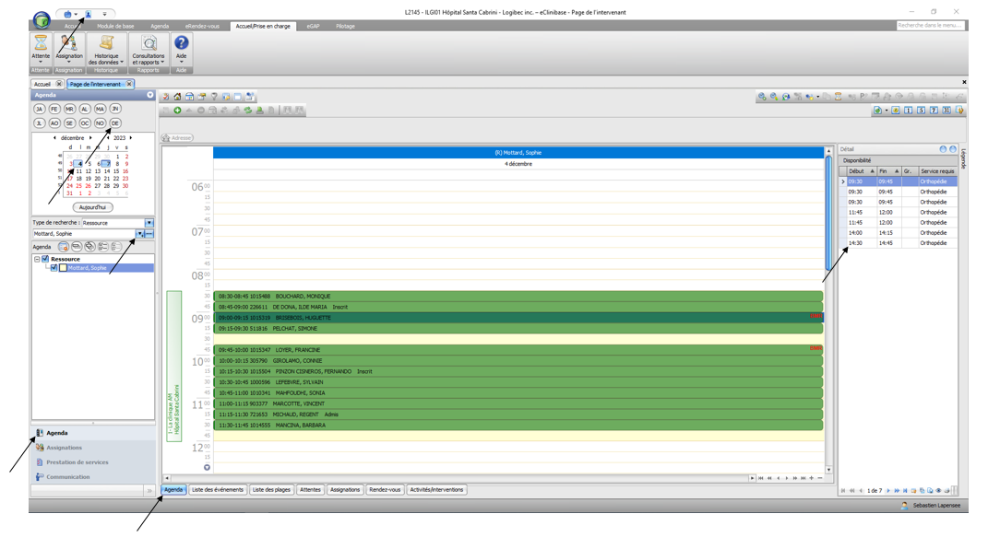 L2145 - ILGI01 Hôpital Santa Cabrini - Logibec inc. – eClinibase - Page de l'intervenant
Accueil Module de base Agenda eRendez-vous Accueil/Prise en charge eGAP Pilotage Recherche dans le menu...
Attente Assignation Historique des données Consultations et rapports Aide
Attente Assignation Historique Rapports Aide
Accueil Page de l'intervenant
Agenda
JA FE MR AL MA JN
JL AO SE OC NO DE
décembre 2023
d l m m j v s
1 2
3 4 5 6 7 8 9
10 11 12 13 14 15 16
17 18 19 20 21 22 23
24 25 26 27 28 29 30
31 1 2 3 4 5 6
Aujourd'hui
Type de recherche : Ressource
Mottard, Sophie
Agenda
Ressource
Mottard, Sophie
Agenda
Assignations
Prestation de services
Communication
Adresse
(R) Mottard, Sophie
4 décembre
06 00
15
30
45
07 00
15
30
45
08 00
15
30 08:30-08:45 1015488 BOUCHARD, MONIQUE
45 08:45-09:00 226611 DE DONA, ILDE MARIA Inscrit
09 00 09:00-09:15 1015319 BRISEBOIS, HUGUETTE
15 09:15-09:30 511816 PELCHAT, SIMONE
30
45 09:45-10:00 1015347 LOYER, FRANCINE
10 00 10:00-10:15 305790 GIROLAMO, CONNIE
15 10:15-10:30 1015504 PINZON CISNEROS, FERNANDO Inscrit
30 10:30-10:45 1000596 LEFEBVRE, SYLVAIN
45 10:45-11:00 1010341 MAHFOUDHI, SONIA
11 00 11:00-11:15 903377 MARCOTTE, VINCENT
15 11:15-11:30 721653 MICHAUD, REGENT Admis
30 11:30-11:45 1014555 MANCINA, BARBARA
45
12 00
15
I - La clinique AM
Hôpital Santa Cabrini
Agenda Liste des événements Liste des plages Attentes Assignations Rendez-vous Activités/interventions
Détail
Légende
Disponibilité
Début Fin Gr. Service requis
09:30 09:45 Orthopédie
09:30 09:45 Orthopédie
09:30 09:45 Orthopédie
11:45 12:00 Orthopédie
11:45 12:00 Orthopédie
14:00 14:15 Orthopédie
14:30 14:45 Orthopédie
1 de 7
Sebastien Lapensee